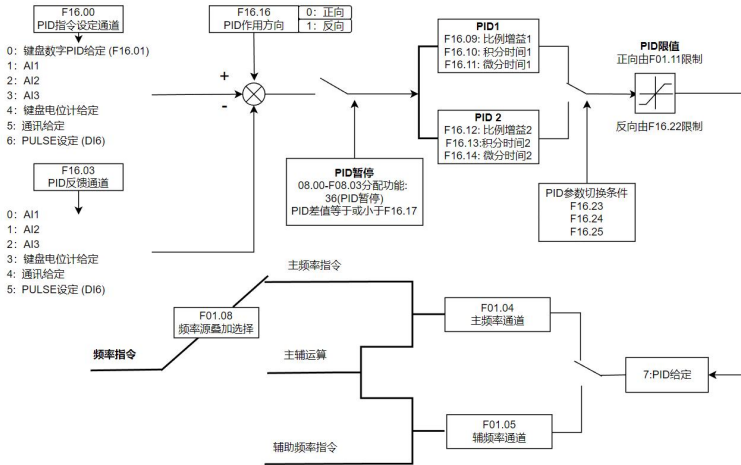 F16.00
PID指令设定通道
0：键盘数字PID给定 (F16.01)
1：AI1
2：AI2
3：AI3
4：键盘电位计给定
5：通讯给定
6：PULSE设定 (DI6)
F16.03
PID反馈通道
0：AI1
1：AI2
2：AI3
3：键盘电位计给定
4：通讯给定
5：PULSE设定 (DI6)
F16.16
PID作用方向
0：正向
1：反向
+
-
PID暂停
08.00-F08.03分配功能:
36(PID暂停)
PID差值等于或小于F16.17
PID1
F16.09: 比例增益1
F16.10: 积分时间1
F16.11: 微分时间1
PID 2
F16.12: 比例增益2
F16.13:积分时间2
F16.14: 微分时间2
PID参数切换条件
F16.23
F16.24
F16.25
PID限值
正向由F01.11限制
反向由F16.22限制
频率指令
F01.08
频率源叠加选择
主频率指令
主辅运算
辅助频率指令
F01.04
主频率通道
F01.05
辅频率通道
7:PID给定